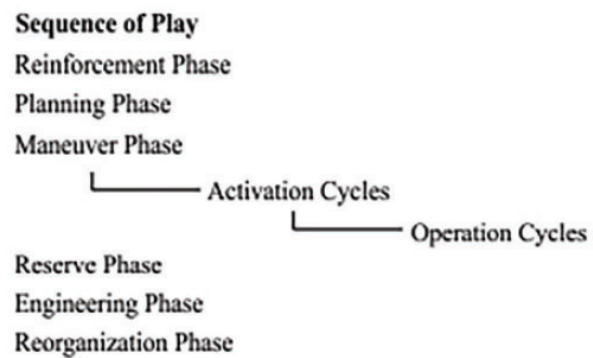 Sequence of Play
Reinforcement Phase
Planning Phase
Maneuver Phase
Activation Cycles
Operation Cycles
Reserve Phase
Engineering Phase
Reorganization Phase